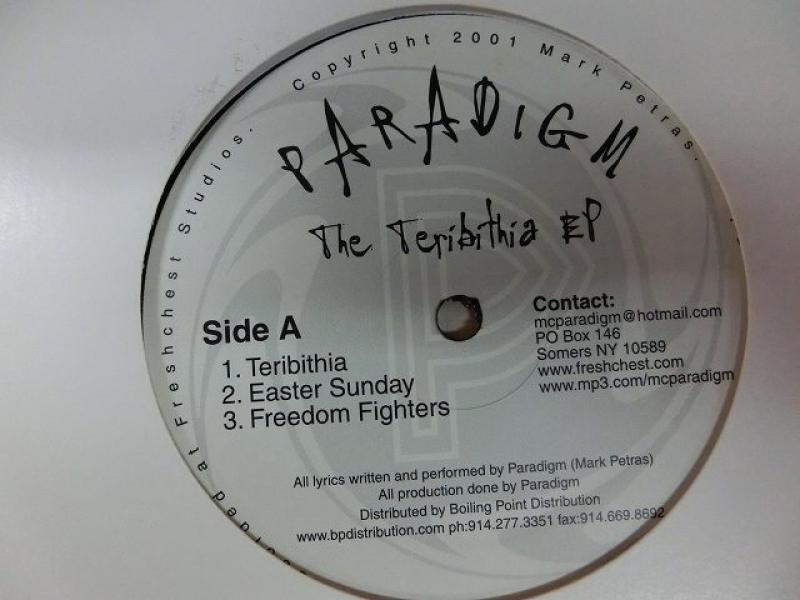 Copyright 2001 Mark Petras.
at Freshchest Studios.
PARADIGM
The Teribithia EP
Side A
1. Teribithia
2. Easter Sunday
3. Freedom Fighters
Contact:
mcparadigm@hotmail.com
PO Box 146
Somers NY 10589
www.freshchest.com
www.mp3.com/mcparadigm
All lyrics written and performed by Paradigm (Mark Petras)
All production done by Paradigm
Distributed by Boiling Point Distribution
www.bpdistribution.com ph:914.277.3351 fax:914.669.8692